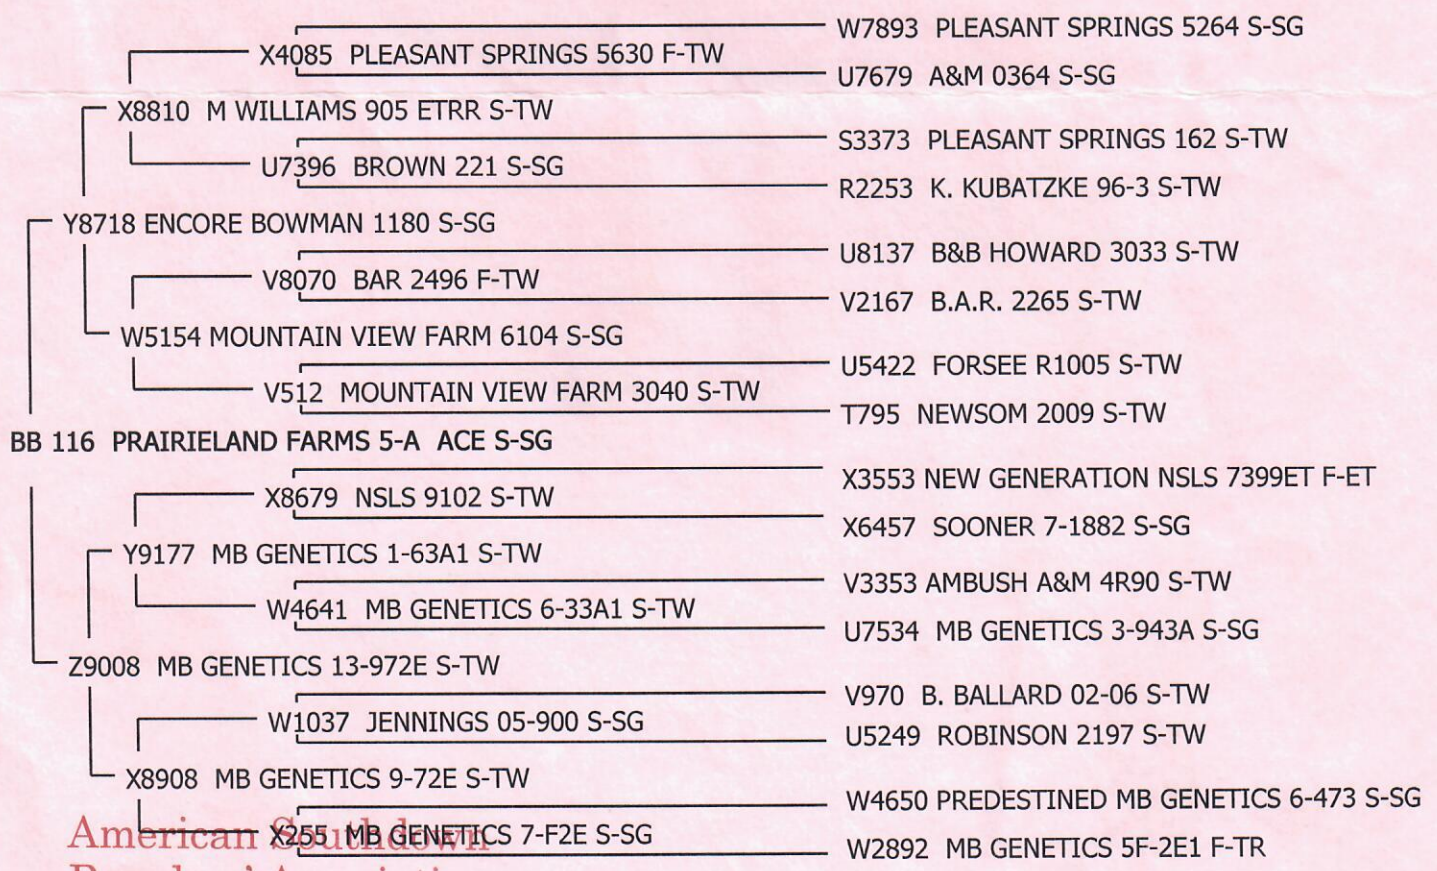 W7893 PLEASANT SPRINGS 5264 S-SG
X4085 PLEASANT SPRINGS 5630 F-TW
U7679 A&M 0364 S-SG
X8810 M WILLIAMS 905 ETRR S-TW
S3373 PLEASANT SPRINGS 162 S-TW
U7396 BROWN 221 S-SG
R2253 K. KUBATZKE 96-3 S-TW
Y8718 ENCORE BOWMAN 1180 S-SG
U8137 B&B HOWARD 3033 S-TW
V8070 BAR 2496 F-TW
V2167 B.A.R. 2265 S-TW
W5154 MOUNTAIN VIEW FARM 6104 S-SG
U5422 FORSEE R1005 S-TW
V512 MOUNTAIN VIEW FARM 3040 S-TW
T795 NEWSOM 2009 S-TW
BB 116 PRAIRIELAND FARMS 5-A ACE S-SG
X3553 NEW GENERATION NSLS 7399ET F-ET
X8679 NSLS 9102 S-TW
X6457 SOONER 7-1882 S-SG
Y9177 MB GENETICS 1-63A1 S-TW
V3353 AMBUSH A&M 4R90 S-TW
W4641 MB GENETICS 6-33A1 S-TW
U7534 MB GENETICS 3-943A S-SG
Z9008 MB GENETICS 13-972E S-TW
V970 B. BALLARD 02-06 S-TW
W1037 JENNINGS 05-900 S-SG
U5249 ROBINSON 2197 S-TW
X8908 MB GENETICS 9-72E S-TW
W4650 PREDESTINED MB GENETICS 6-473 S-SG
X255 MB GENETICS 7-F2E S-SG
American Southdown
W2892 MB GENETICS 5F-2E1 F-TR